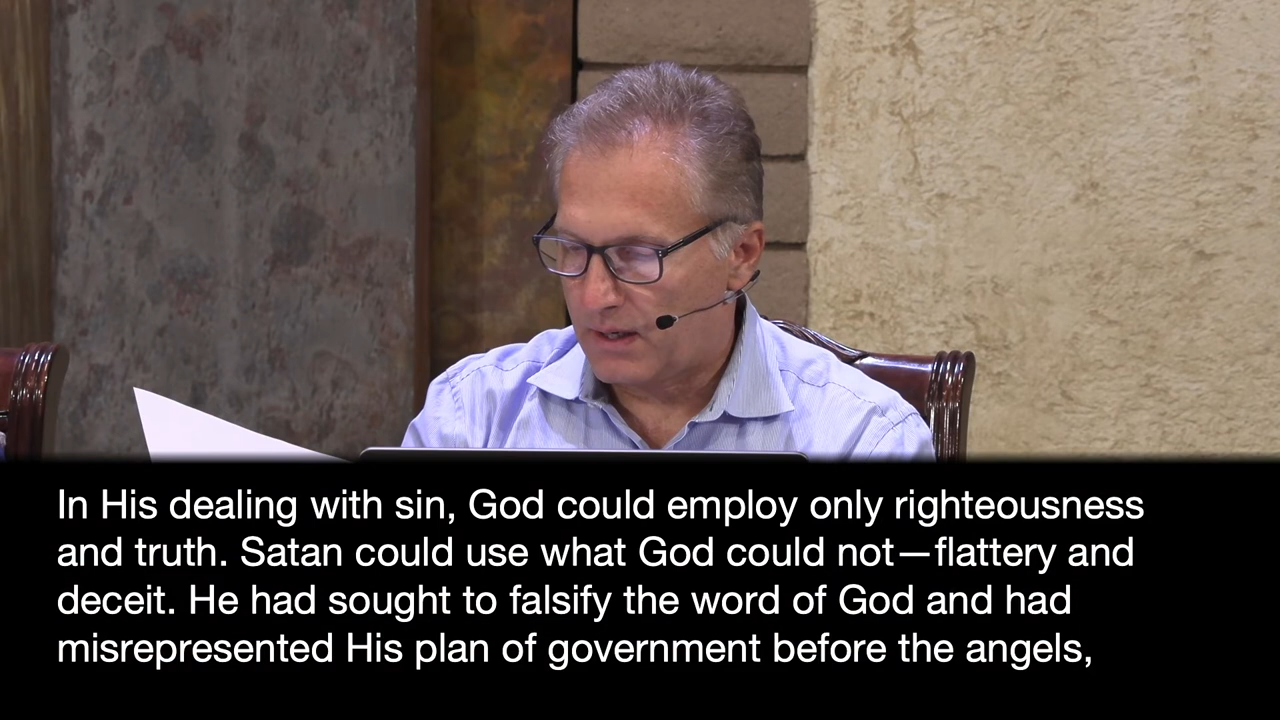 In His dealing with sin, God could employ only righteousness
and truth. Satan could use what God could not—flattery and
deceit. He had sought to falsify the word of God and had
misrepresented His plan of government before the angels,